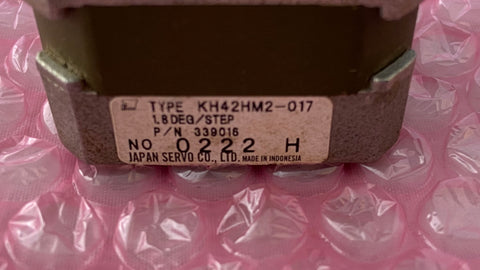 TYPE KH42HM2-017
1.8DEG/STEP
P/N 339016
NO 0222 H
JAPAN SERVO CO., LTD. MADE IN INDONESIA